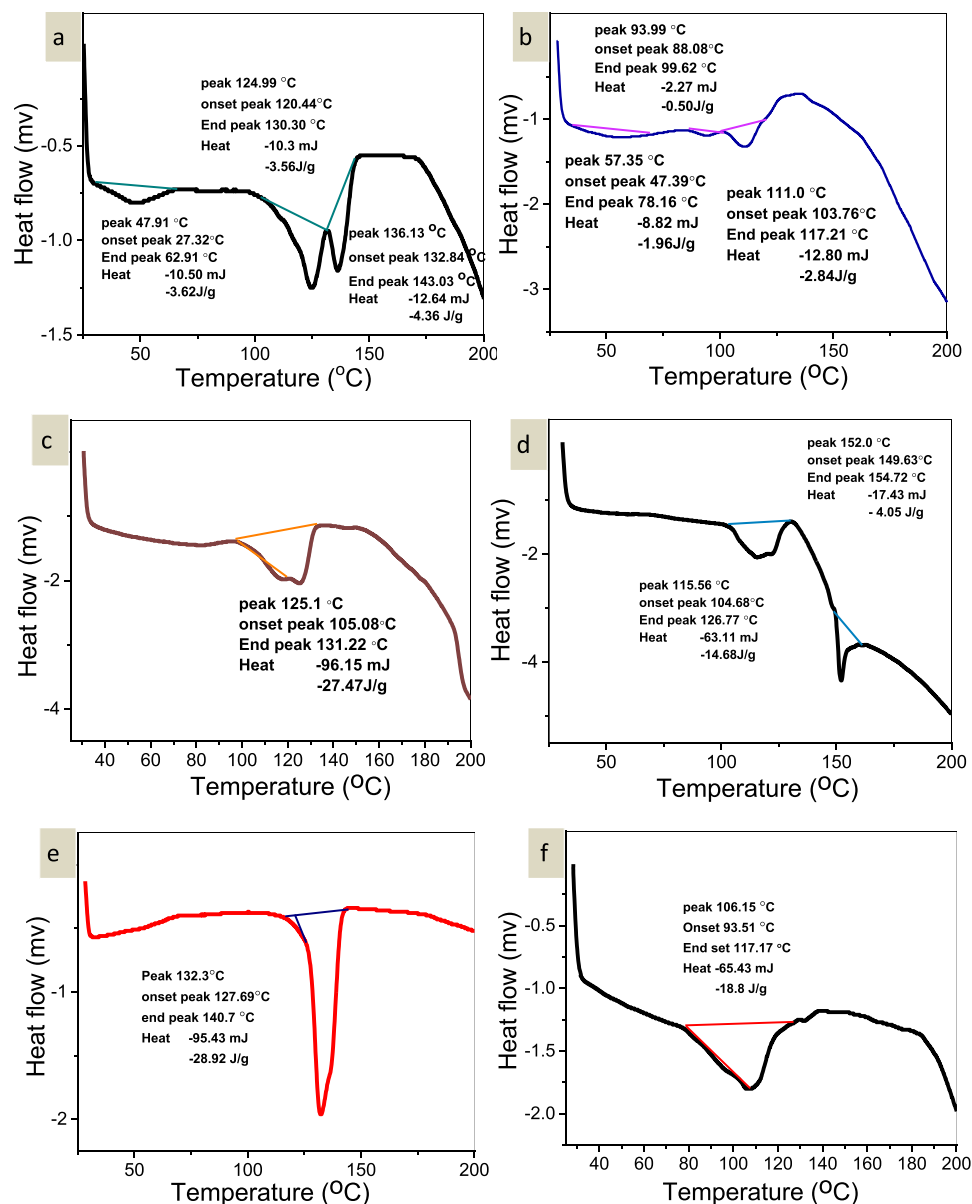 a
peak 124.99 °C
onset peak 120.44°C
End peak 130.30 °C
Heat -10.3 mJ
-3.56J/g
peak 47.91 °C
onset peak 27.32°C
End peak 62.91 °C
Heat -10.50 mJ
-3.62J/g
peak 136.13 °C
onset peak 132.84 °C
End peak 143.03 °C
Heat -12.64 mJ
-4.36 J/g
Heat flow (mv)
-0.5
-1.0
-1.5
50 100 150 200
Temperature (°C)
b
peak 93.99 °C
onset peak 88.08°C
End peak 99.62 °C
Heat -2.27 mJ
-0.50J/g
peak 57.35 °C
onset peak 47.39°C
End peak 78.16 °C
Heat -8.82 mJ
-1.96J/g
peak 111.0 °C
onset peak 103.76°C
End peak 117.21 °C
Heat -12.80 mJ
-2.84J/g
Heat flow (mv)
-1
-2
-3
50 100 150 200
Temperature (°C)
c
peak 125.1 °C
onset peak 105.08°C
End peak 131.22 °C
Heat -96.15 mJ
-27.47J/g
Heat flow (mv)
-2
-4
40 60 80 100 120 140 160 180 200
Temperature (°C)
d
peak 152.0 °C
onset peak 149.63°C
End peak 154.72 °C
Heat -17.43 mJ
- 4.05 J/g
peak 115.56 °C
onset peak 104.68°C
End peak 126.77 °C
Heat -63.11 mJ
-14.68J/g
Heat flow (mv)
-2
-4
50 100 150 200
Temperature (°C)
e
Peak 132.3°C
onset peak 127.69°C
end peak 140.7 °C
Heat -95.43 mJ
-28.92 J/g
Heat flow (mv)
-1
-2
50 100 150 200
Temperature (°C)
f
peak 106.15 °C
Onset 93.51 °C
End set 117.17 °C
Heat -65.43 mJ
-18.8 J/g
Heat flow (mv)
-0.5
-1.0
-1.5
-2.0
40 60 80 100 120 140 160 180 200
Temperature (°C)